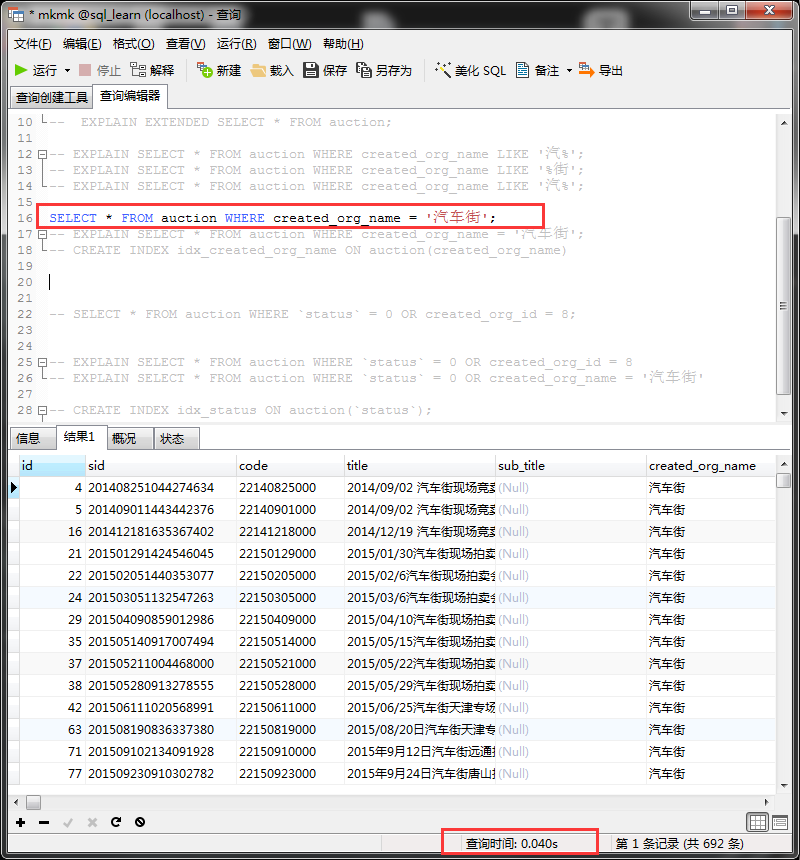 * mkmk @sql_learn (localhost) - 查询
文件(F) 编辑(E) 格式(O) 查看(V) 运行(R) 窗口(W) 帮助(H)
运行 停止 解释 新建 载入 保存 另存为 美化 SQL 备注 导出
查询创建工具 查询编辑器
10 -- EXPLAIN EXTENDED SELECT * FROM auction;
11
12 -- EXPLAIN SELECT * FROM auction WHERE created_org_name LIKE '汽%';
13 -- EXPLAIN SELECT * FROM auction WHERE created_org_name LIKE '%街';
14 -- EXPLAIN SELECT * FROM auction WHERE created_org_name LIKE '汽%';
15
16 SELECT * FROM auction WHERE created_org_name = '汽车街';
17 -- EXPLAIN SELECT * FROM auction WHERE created_org_name = '汽车街';
18 -- CREATE INDEX idx_created_org_name ON auction(created_org_name)
19
20
21
22 -- SELECT * FROM auction WHERE `status` = 0 OR created_org_id = 8;
23
24
25 -- EXPLAIN SELECT * FROM auction WHERE `status` = 0 OR created_org_id = 8
26 -- EXPLAIN SELECT * FROM auction WHERE `status` = 0 OR created_org_name = '汽车街'
27
28 -- CREATE INDEX idx_status ON auction(`status`);
信息 结果1 概况 状态
id sid code title sub_title created_org_name
4 201408251044274634 22140825000 2014/09/02 汽车街现场竞卖 (Null) 汽车街
5 201409011443442376 22140901000 2014/09/02 汽车街现场竞卖 (Null) 汽车街
16 201412181635367402 22141218000 2014/12/19 汽车街现场竞卖 (Null) 汽车街
21 201501291424546045 22150129000 2015/01/30汽车街现场拍卖 (Null) 汽车街
22 201502051440353077 22150205000 2015/02/6汽车街现场拍卖会 (Null) 汽车街
24 201503051132547263 22150305000 2015/03/6汽车街现场拍卖会 (Null) 汽车街
29 201504090859012986 22150409000 2015/04/10汽车街现场拍卖 (Null) 汽车街
35 201505140917007494 22150514000 2015/05/15汽车街现场拍卖 (Null) 汽车街
37 201505211004468000 22150521000 2015/05/22汽车街现场拍卖 (Null) 汽车街
38 201505280913278555 22150528000 2015/05/29汽车街现场拍卖 (Null) 汽车街
42 201506111020568991 22150611000 2015/06/25汽车街天津专场 (Null) 汽车街
63 201508190836337380 22150819000 2015/08/20日汽车街天津专 (Null) 汽车街
71 201509102134091928 22150910000 2015年9月12日汽车街远通 (Null) 汽车街
77 201509230910302782 22150923000 2015年9月24日汽车街唐山 (Null) 汽车街
查询时间: 0.040s 第 1 条记录 (共 692 条)